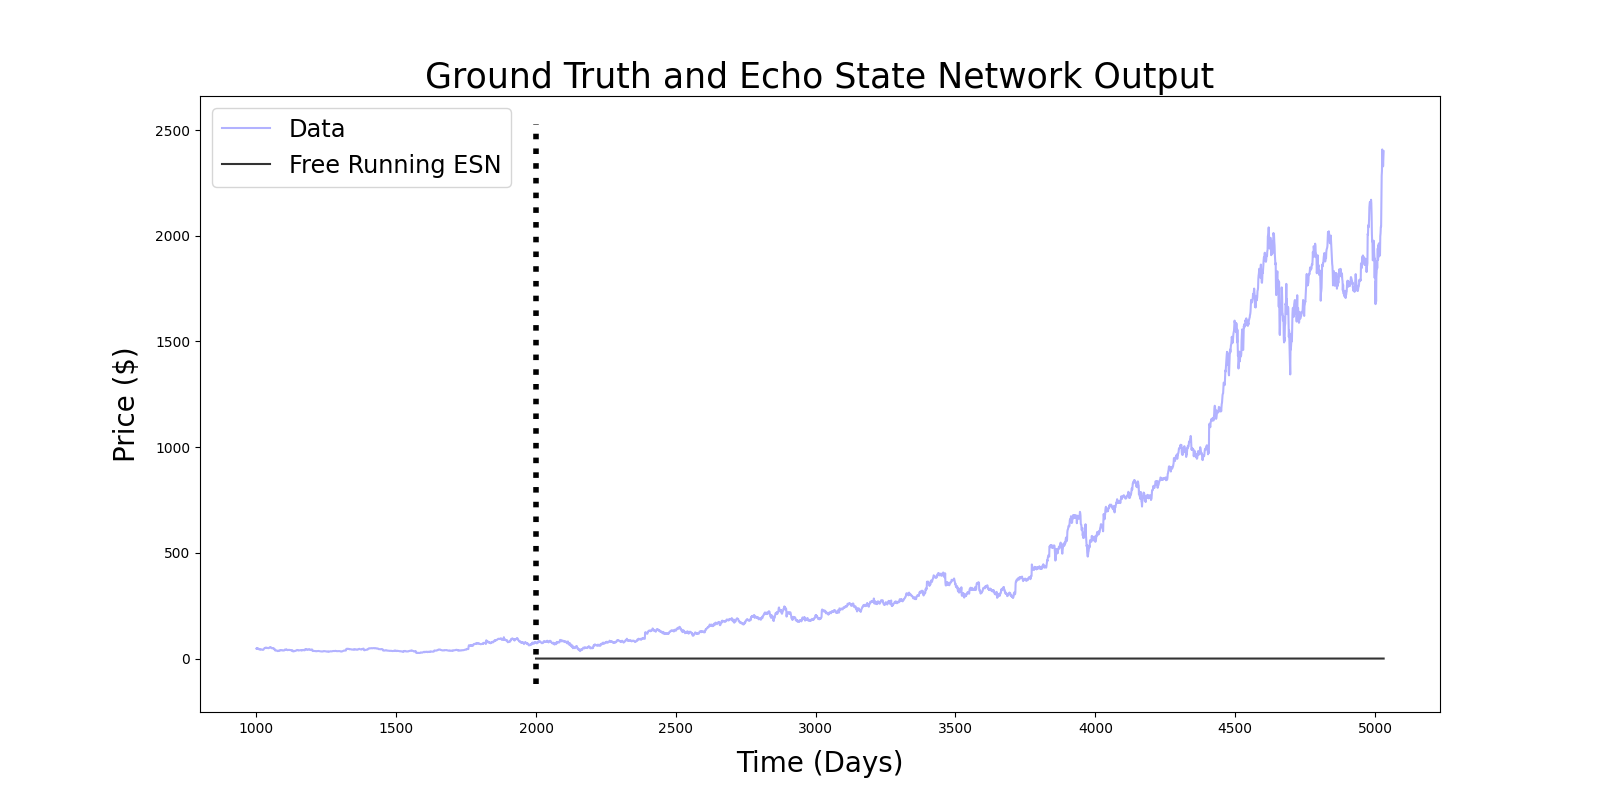 Ground Truth and Echo State Network Output
Data
Free Running ESN
Price ($)
2500
2000
1500
1000
500
0
1000 1500 2000 2500 3000 3500 4000 4500 5000
Time (Days)